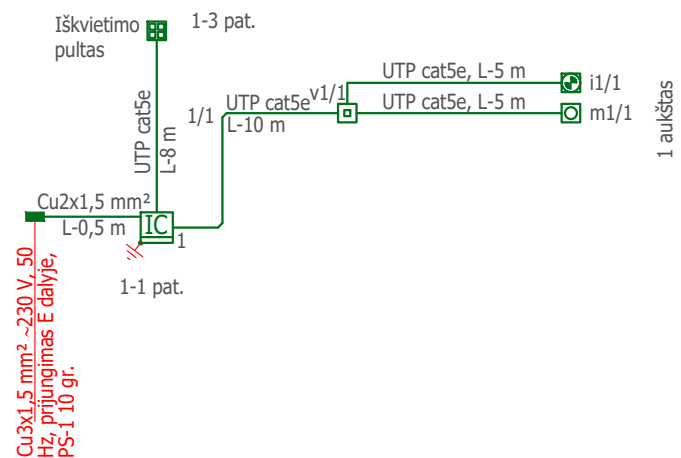 Iškvietimo
pultas
1-3 pat.
UTP cat5e
L-8 m
1/1
UTP cat5e
L-10 m
v1/1
UTP cat5e, L-5 m
i1/1
UTP cat5e, L-5 m
m1/1
1 aukštas
Cu2x1,5 mm²
L-0,5 m
IC
1
1-1 pat.
Cu3x1,5 mm² ~230 V, 50
Hz, prijungimas E dalyje,
PS-1 10 gr.